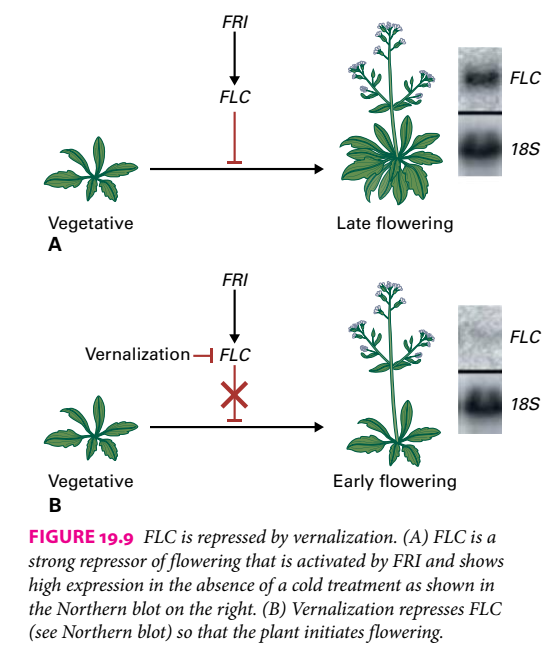 FRI
FLC
FLC
18S
Vegetative
Late flowering
A
FRI
Vernalization
FLC
FLC
18S
Vegetative
Early flowering
B
FIGURE 19.9 FLC is repressed by vernalization. (A) FLC is a
strong repressor of flowering that is activated by FRI and shows
high expression in the absence of a cold treatment as shown in
the Northern blot on the right. (B) Vernalization represses FLC
(see Northern blot) so that the plant initiates flowering.